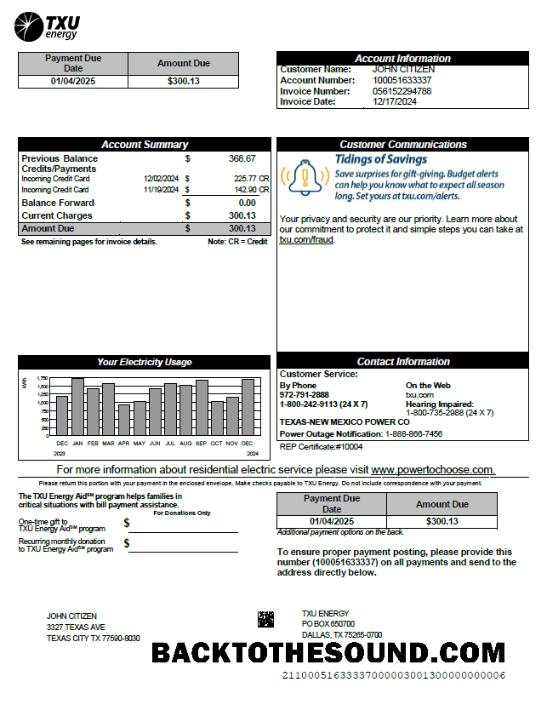 TXU
energy
Payment Due
Date
Amount Due
01/04/2025
$300.13
Account Information
Customer Name: JOHN CITIZEN
Account Number: 100051633337
Invoice Number: 056152294788
Invoice Date: 12/17/2024
Account Summary
Previous Balance $ 368.67
Credits/Payments
Incoming Credit Card 12/02/2024 $ 225.77 CR
Incoming Credit Card 11/19/2024 $ 142.90 CR
Balance Forward $ 0.00
Current Charges $ 300.13
Amount Due $ 300.13
See remaining pages for invoice details. Note: CR = Credit
Customer Communications
Tidings of Savings
Save surprises for gift-giving. Budget alerts
can help you know what to expect all season
long. Set yours at txu.com/alerts.
Your privacy and security are our priority. Learn more about
our commitment to protect it and simple steps you can take at
txu.com/fraud.
Your Electricity Usage
kWh
1,750
1,500
1,250
1,000
750
500
250
0
DEC JAN FEB MAR APR MAY JUN JUL AUG SEP OCT NOV DEC
2023 2024
Contact Information
Customer Service:
By Phone
972-791-2888
1-800-242-9113 (24 X 7)
On the Web
txu.com
Hearing Impaired:
1-800-735-2988 (24 X 7)
TEXAS-NEW MEXICO POWER CO
Power Outage Notification: 1-888-866-7456
REP Certificate#10004
For more information about residential electric service please visit www.powertochoose.com.
Please return this portion with your payment in the enclosed envelope. Make checks payable to TXU Energy. Do not include correspondence with your payment.
The TXU Energy Aid℠ program helps families in
critical situations with bill payment assistance.
For Donations Only
One-time gift to
TXU Energy Aid℠ program $
Recurring monthly donation
to TXU Energy Aid℠ program $
Payment Due
Date
Amount Due
01/04/2025
$300.13
Additional payment options on the back.
To ensure proper payment posting, please provide this
number (100051633337) on all payments and send to the
address directly below.
JOHN CITIZEN
3327 TEXAS AVE
TEXAS CITY TX 77590-8030
TXU ENERGY
PO BOX 650700
DALLAS, TX 75265-0700
BACKTOTHESOUND.COM